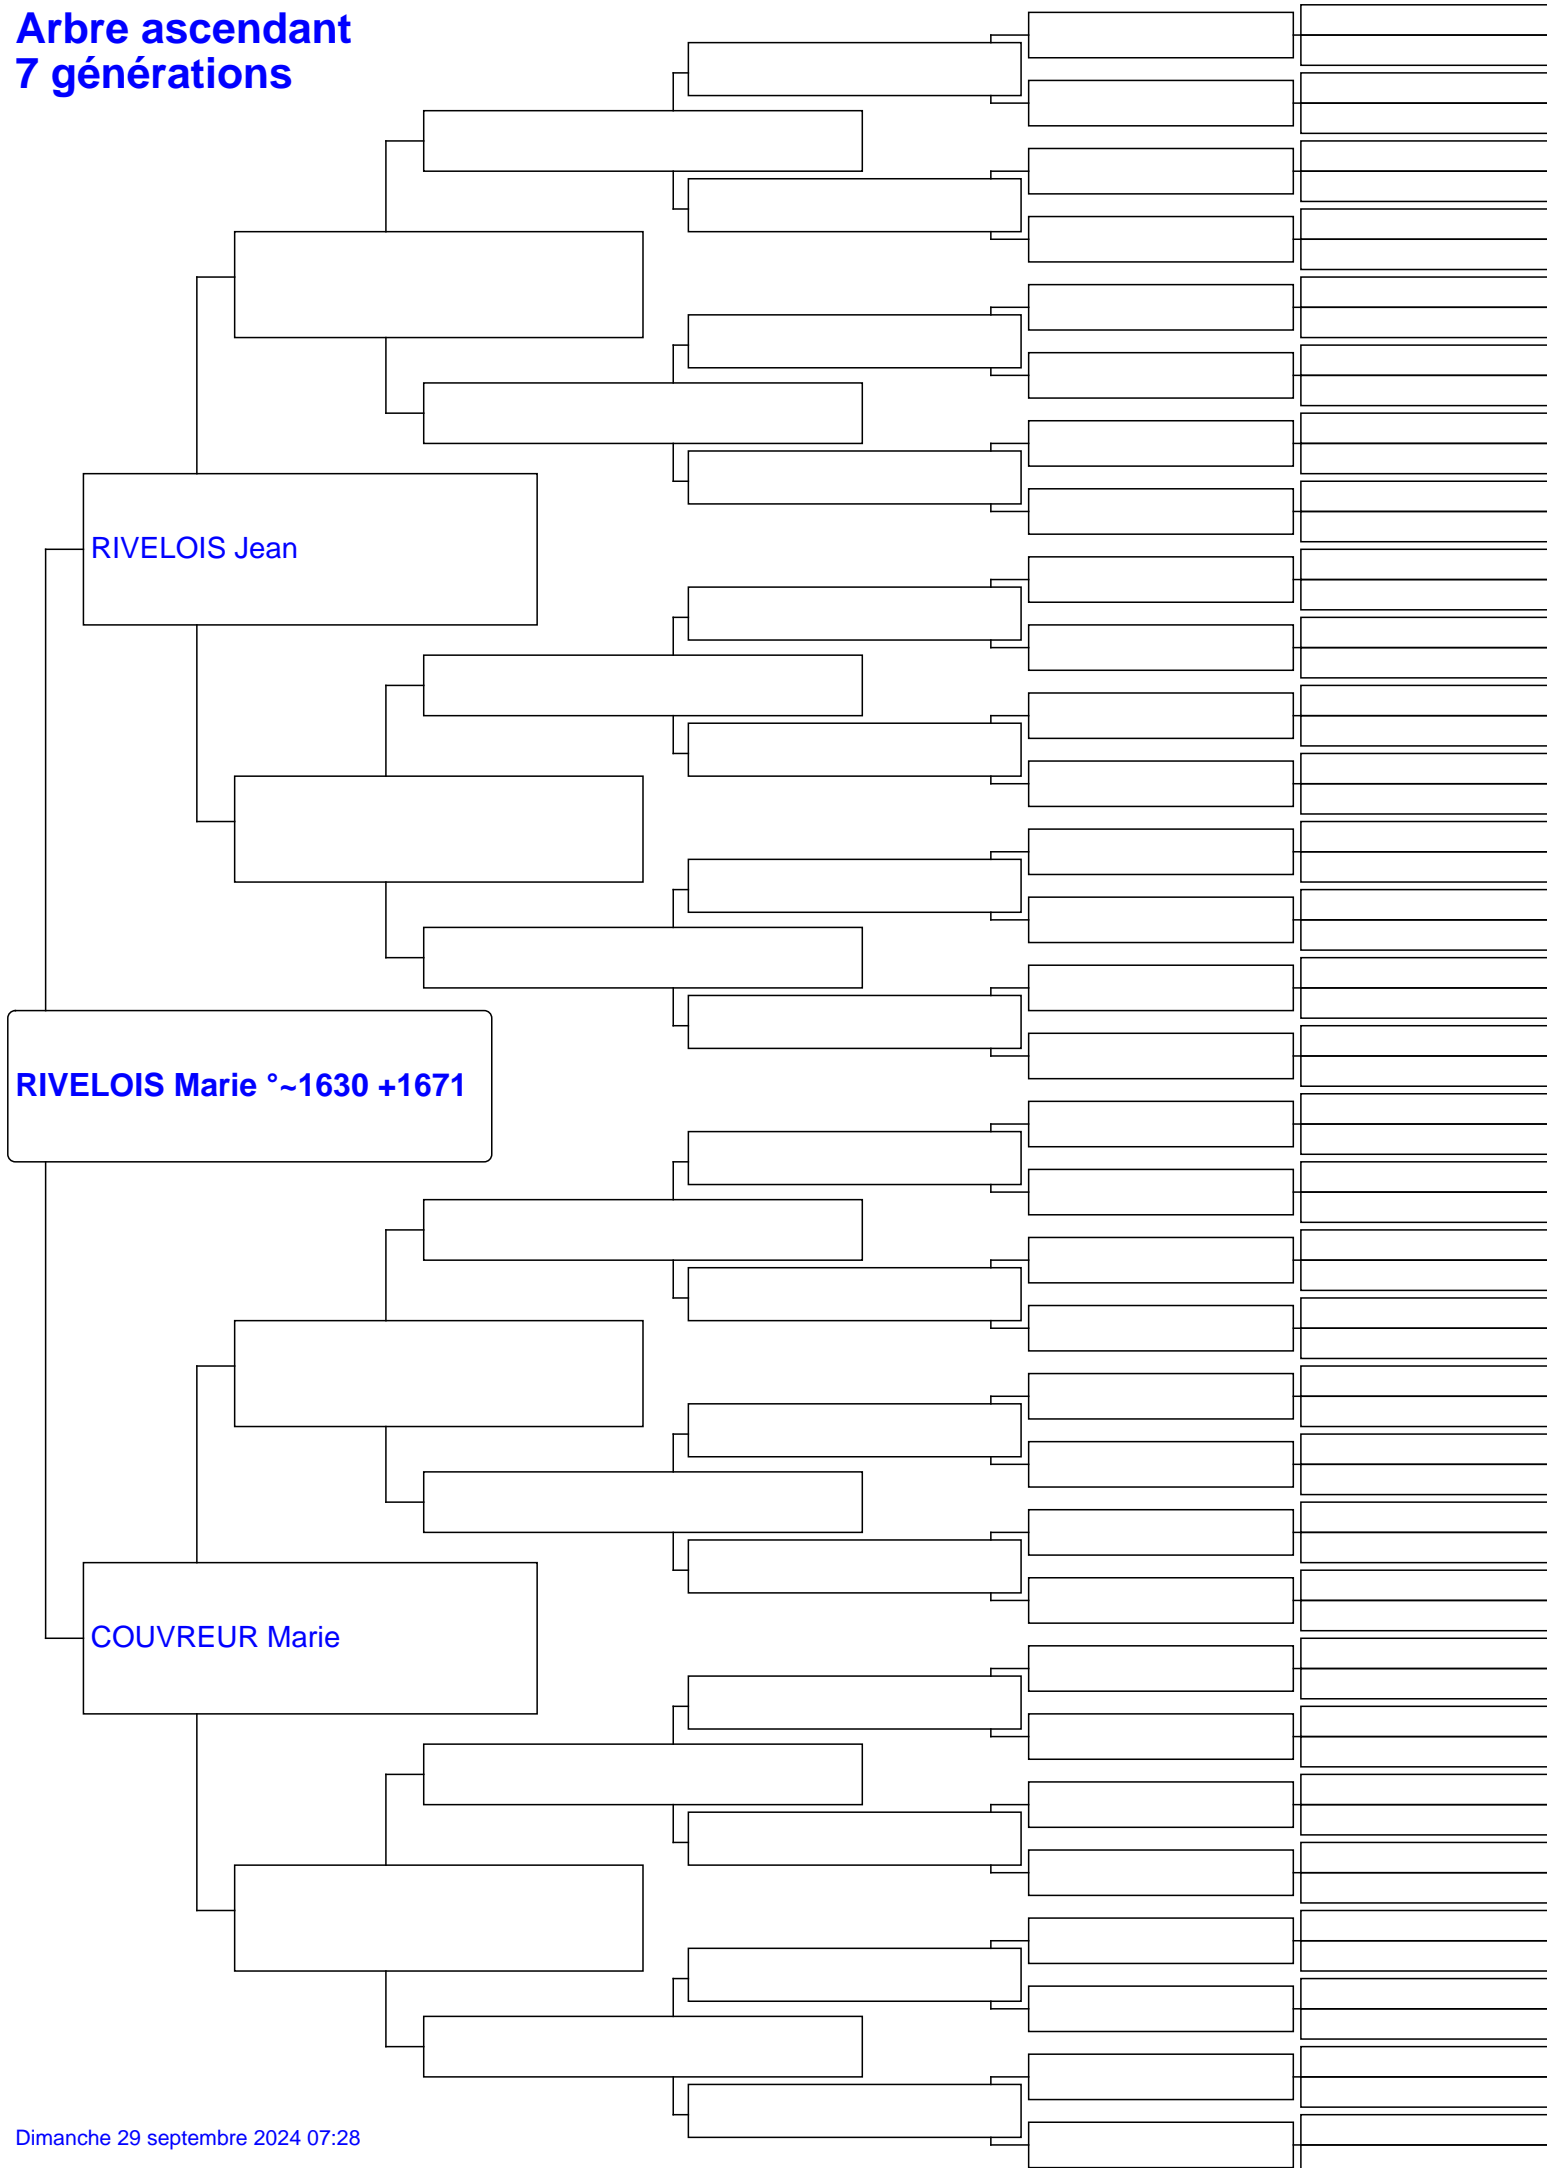 Arbre ascendant
7 générations
RIVELOIS Jean
RIVELOIS Marie °~1630 +1671
COUVREUR Marie
Dimanche 29 septembre 2024 07:28